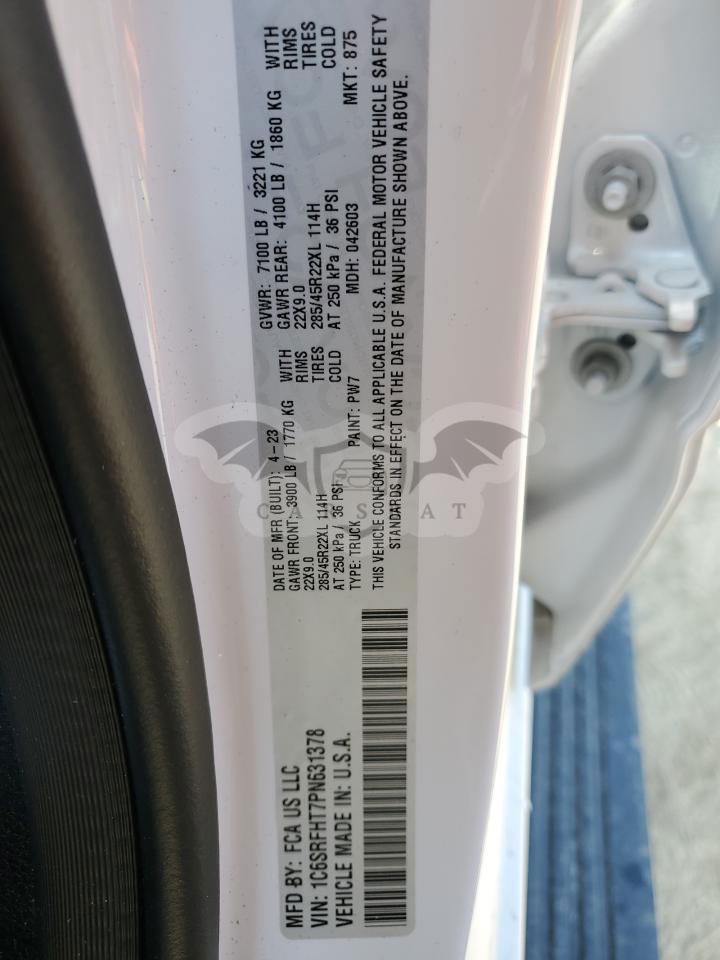 MFD BY: FCA US LLC
VIN: 1C6SRFHT7PN631378
VEHICLE MADE IN: U.S.A.
DATE OF MFR (BUILT): 4-23 GVWR: 7100 LB / 3221 KG
GAWR FRONT: 3900 LB / 1770 KG WITH GAWR REAR: 4100 LB / 1860 KG WITH
22X9.0 RIMS 22X9.0 RIMS
285/45R22XL 114H TIRES 285/45R22XL 114H TIRES
AT 250 kPa / 36 PSI COLD AT 250 kPa / 36 PSI COLD
TYPE: TRUCK PAINT: PW7 MDH: 042603 MKT: 875
THIS VEHICLE CONFORMS TO ALL APPLICABLE U.S.A. FEDERAL MOTOR VEHICLE SAFETY
STANDARDS IN EFFECT ON THE DATE OF MANUFACTURE SHOWN ABOVE.